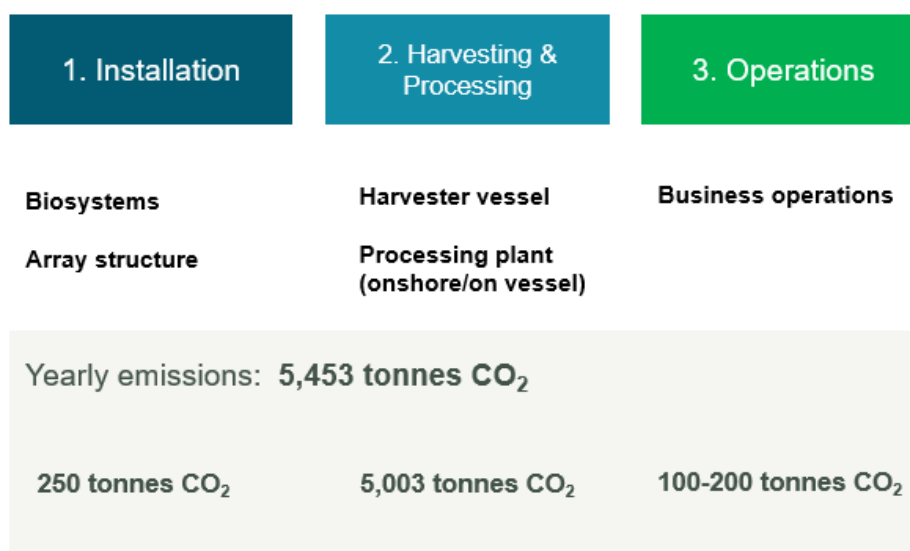 1. Installation
2. Harvesting &
Processing
3. Operations
Biosystems
Array structure
Harvester vessel
Processing plant
(onshore/on vessel)
Business operations
Yearly emissions: 5,453 tonnes CO₂
250 tonnes CO₂
5,003 tonnes CO₂
100-200 tonnes CO₂